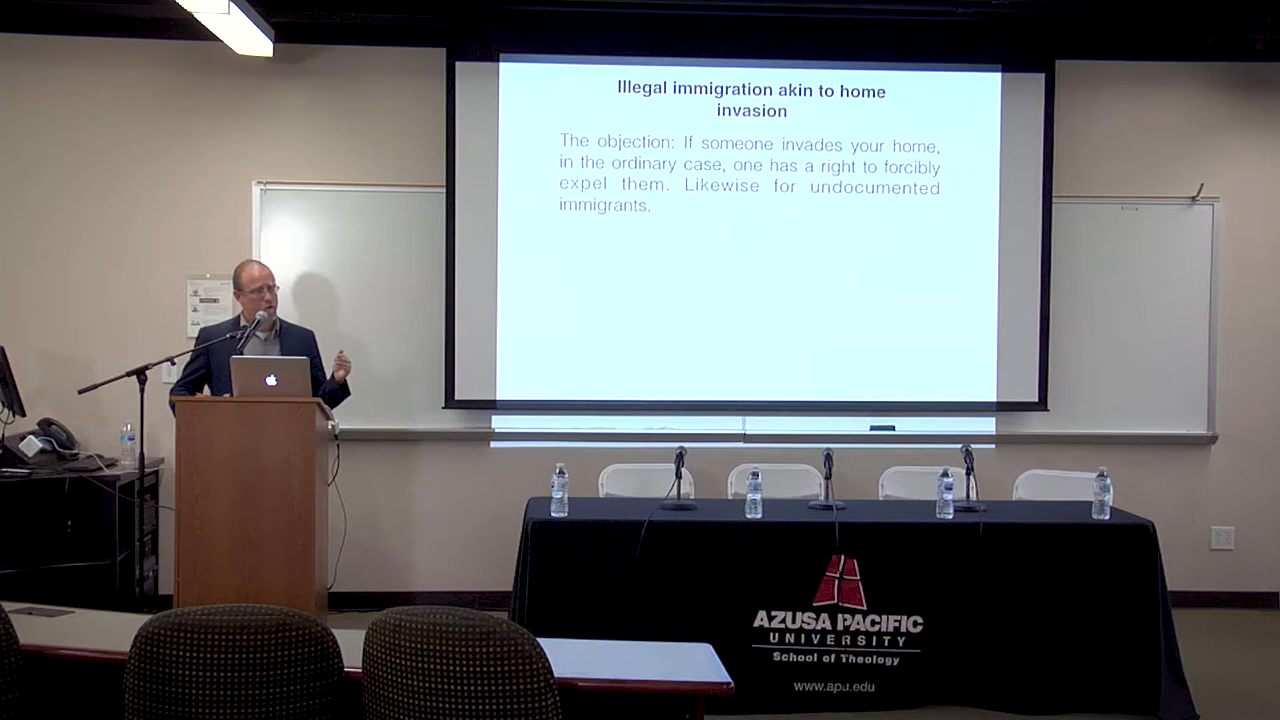 Illegal immigration akin to home
invasion
The objection: If someone invades your home,
in the ordinary case, one has a right to forcibly
expel them. Likewise for undocumented
immigrants.
AZUSA PACIFIC
UNIVERSITY
School of Theology
www.apu.edu